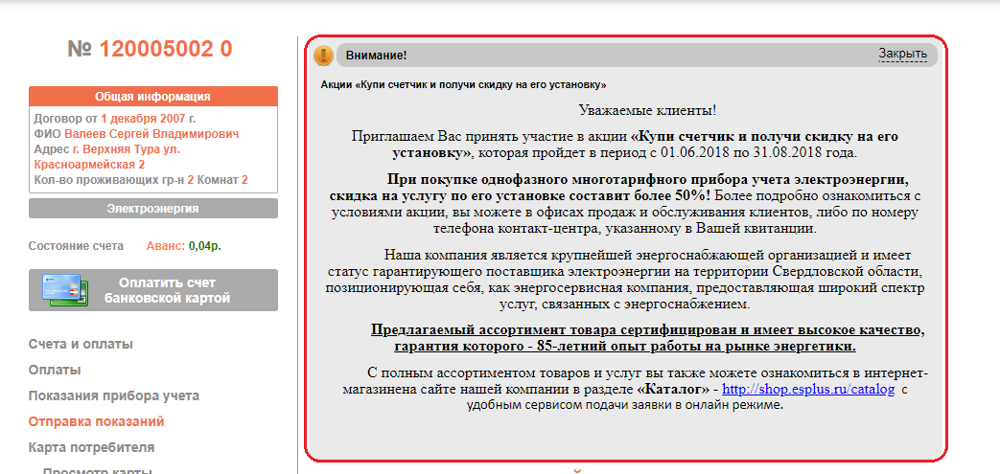 № 120005002 0
Общая информация
Договор от 1 декабря 2007 г.
ФИО Валеев Сергей Владимирович
Адрес г. Верхняя Тура ул.
Красноармейская 2
Кол-во проживающих гр-н 2 Комнат 2
Электроэнергия
Состояние счета Аванс: 0,04р.
Оплатить счет
банковской картой
Счета и оплаты
Оплаты
Показания прибора учета
Отправка показаний
Карта потребителя
Просмотр карты
Внимание! Закрыть
Акции «Купи счетчик и получи скидку на его установку»
Уважаемые клиенты!
Приглашаем Вас принять участие в акции «Купи счетчик и получи скидку на его
установку», которая пройдет в период с 01.06.2018 по 31.08.2018 года.
При покупке однофазного многотарифного прибора учета электроэнергии,
скидка на услугу по его установке составит более 50%! Более подробно ознакомиться с
условиями акции, вы можете в офисах продаж и обслуживания клиентов, либо по номеру
телефона контакт-центра, указанному в Вашей квитанции.
Наша компания является крупнейшей энергоснабжающей организацией и имеет
статус гарантирующего поставщика электроэнергии на территории Свердловской области,
позиционирующая себя, как энергосервисная компания, предоставляющая широкий спектр
услуг, связанных с энергоснабжением.
Предлагаемый ассортимент товара сертифицирован и имеет высокое качество,
гарантия которого - 85-летний опыт работы на рынке энергетики.
С полным ассортиментом товаров и услуг вы также можете ознакомиться в интернет-
магазинена сайте нашей компании в разделе «Каталог» - http://shop.esplus.ru/catalog с
удобным сервисом подачи заявки в онлайн режиме.